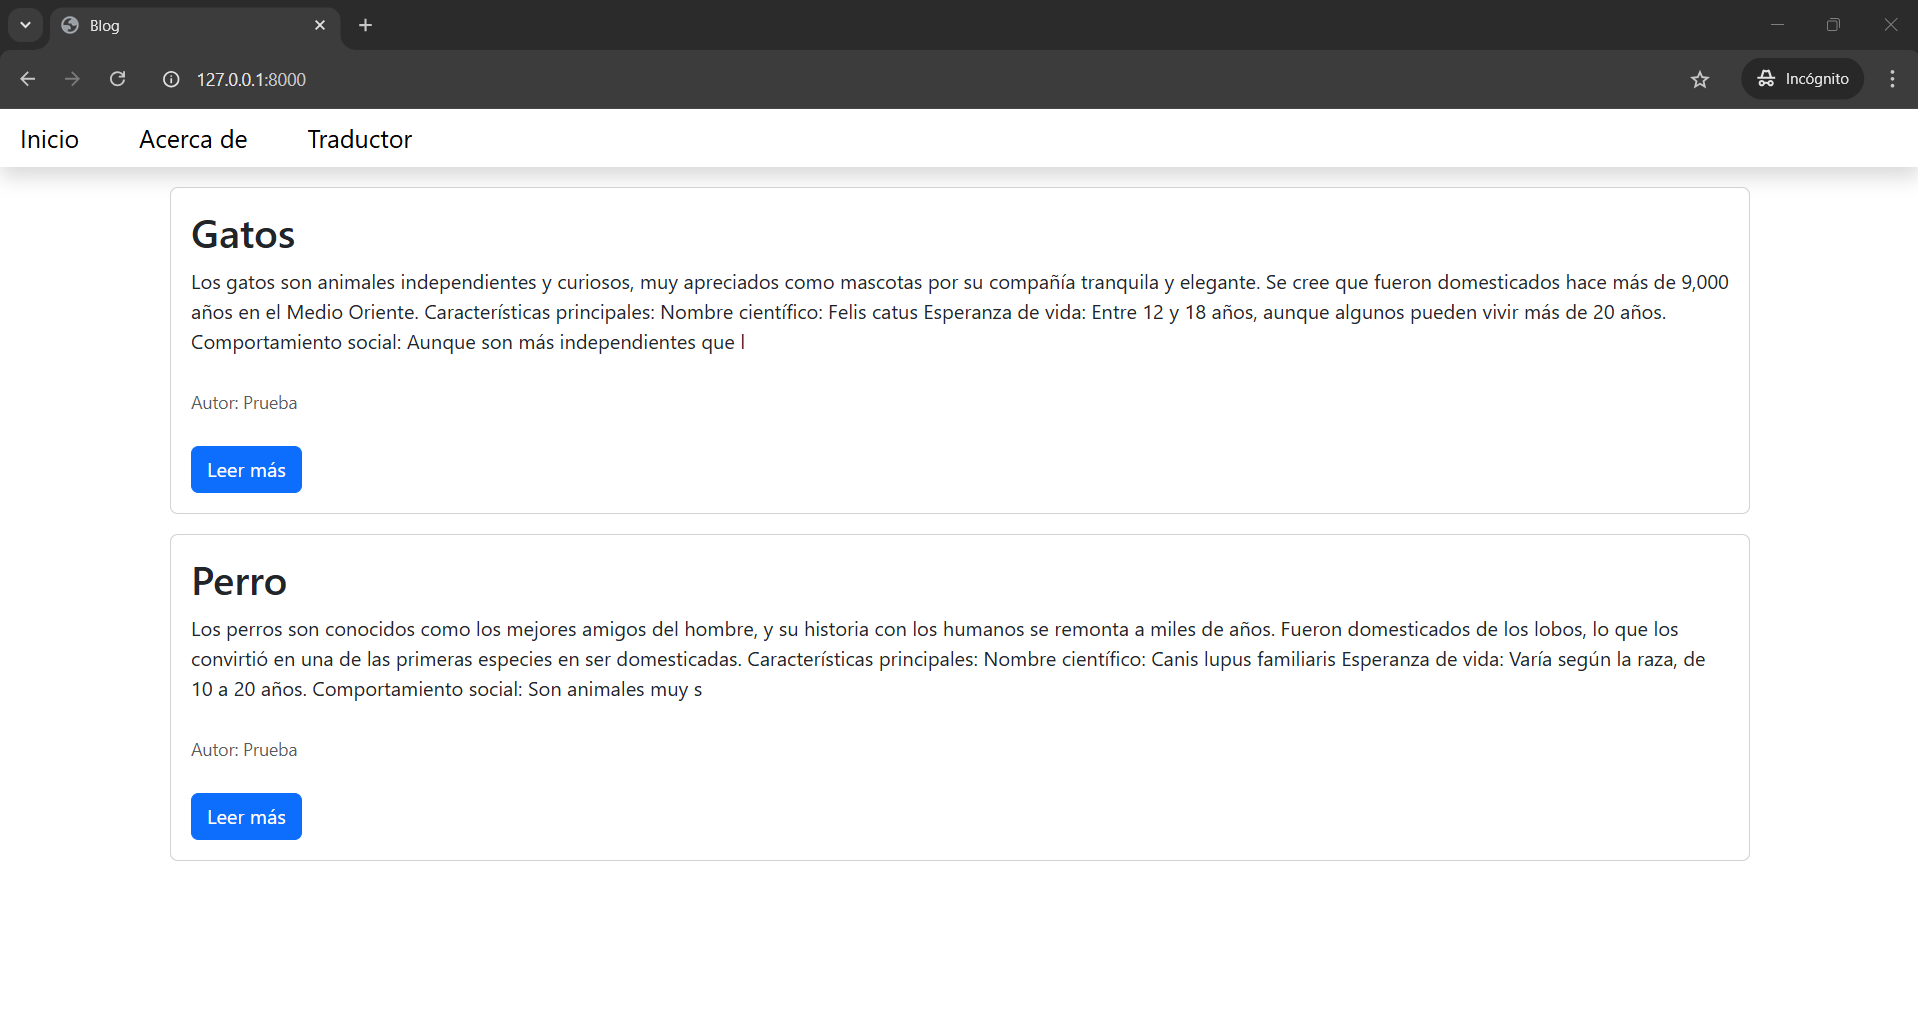 Blog
127.0.0.1:8000
Incógnito
Inicio Acerca de Traductor
Gatos
Los gatos son animales independientes y curiosos, muy apreciados como mascotas por su compañía tranquila y elegante. Se cree que fueron domesticados hace más de 9,000
años en el Medio Oriente. Características principales: Nombre científico: Felis catus Esperanza de vida: Entre 12 y 18 años, aunque algunos pueden vivir más de 20 años.
Comportamiento social: Aunque son más independientes que l
Autor: Prueba
Leer más
Perro
Los perros son conocidos como los mejores amigos del hombre, y su historia con los humanos se remonta a miles de años. Fueron domesticados de los lobos, lo que los
convirtió en una de las primeras especies en ser domesticadas. Características principales: Nombre científico: Canis lupus familiaris Esperanza de vida: Varía según la raza, de
10 a 20 años. Comportamiento social: Son animales muy s
Autor: Prueba
Leer más